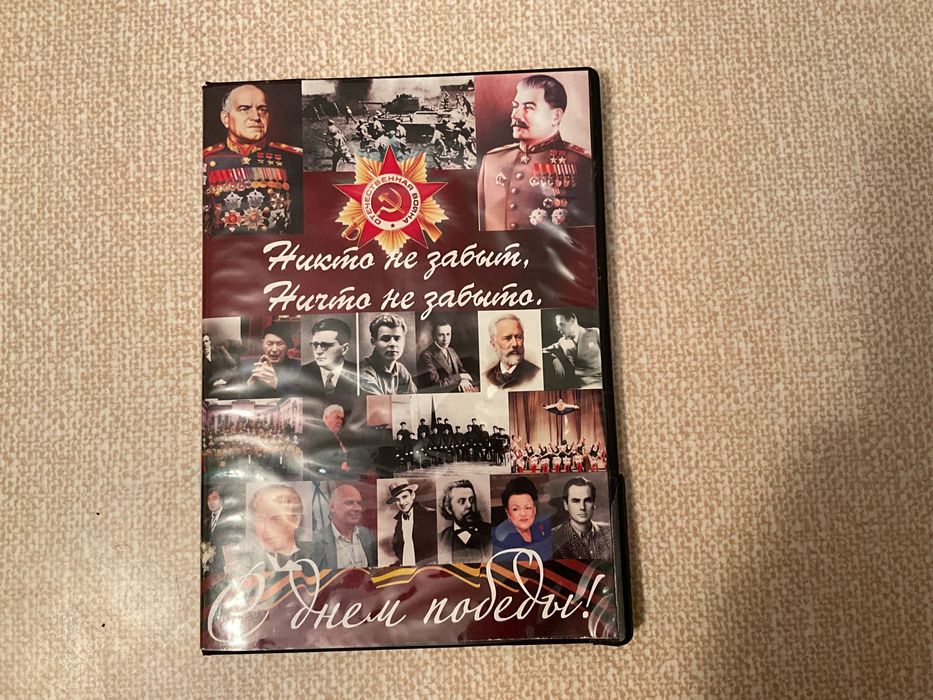 ОТЕЧЕСТВЕННАЯ ВОЙНА
Никто не забыт,
Ничто не забыто.
С днем победы!